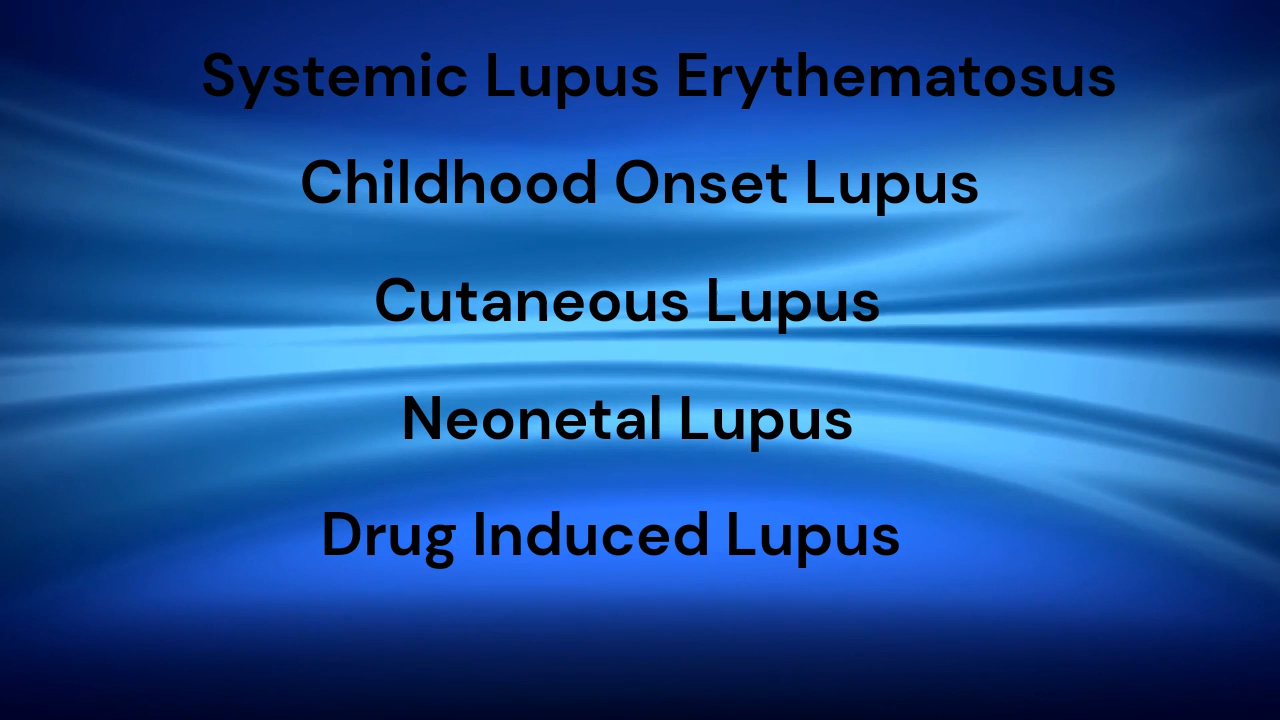 Systemic Lupus Erythematosus
Childhood Onset Lupus
Cutaneous Lupus
Neonetal Lupus
Drug Induced Lupus